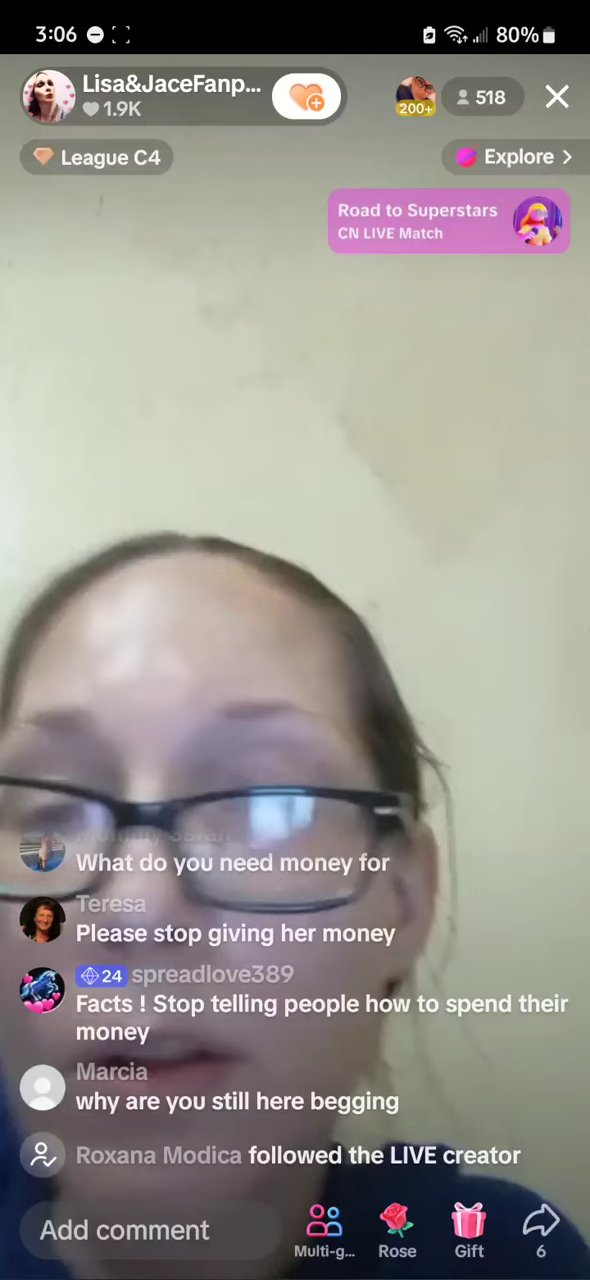 3:06
80%
Lisa&JaceFanp...
1.9K
200+
518
League C4
Explore >
Road to Superstars
CN LIVE Match
What do you need money for
Teresa
Please stop giving her money
24 spreadlove389
Facts ! Stop telling people how to spend their
money
Marcia
why are you still here begging
Roxana Modica followed the LIVE creator
Add comment
Multi-g...
Rose
Gift
6